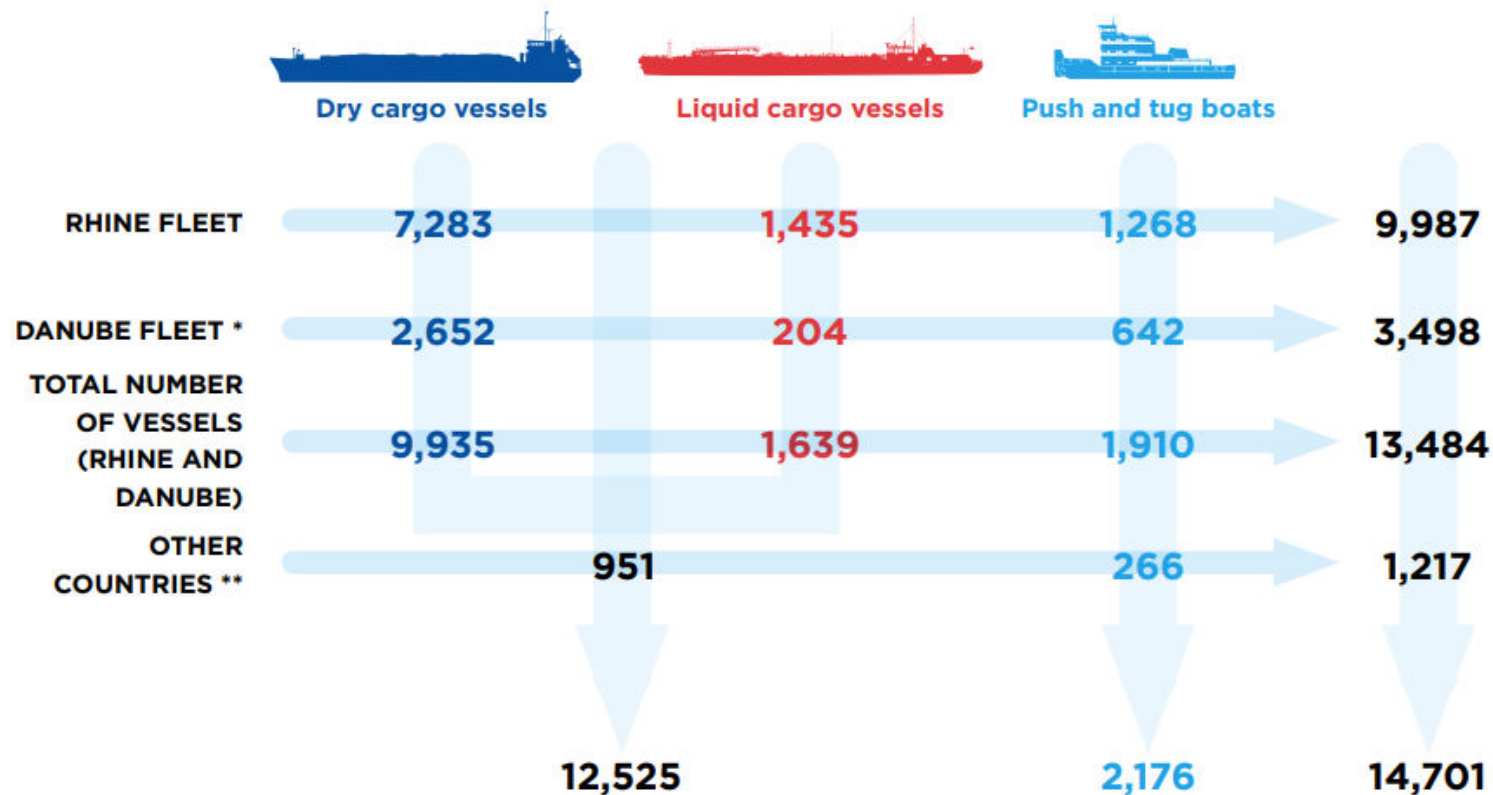 Dry cargo vessels
Liquid cargo vessels
Push and tug boats
RHINE FLEET
7,283
1,435
1,268
9,987
DANUBE FLEET *
2,652
204
642
3,498
TOTAL NUMBER
OF VESSELS
(RHINE AND
DANUBE)
9,935
1,639
1,910
13,484
OTHER
COUNTRIES **
951
266
1,217
12,525
2,176
14,701